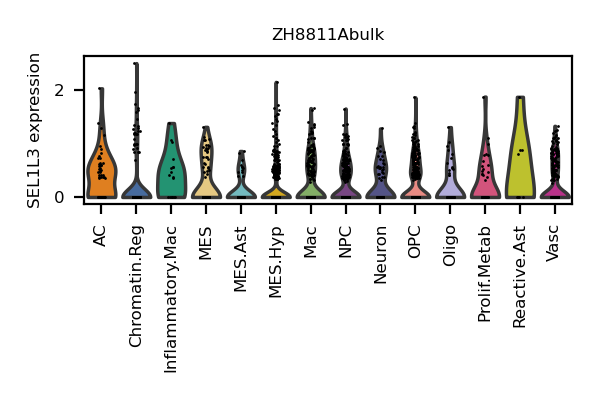 ZH8811Abulk
SEL1L3 expression
2
0
AC
Chromatin.Reg
Inflammatory.Mac
MES
MES.Ast
MES.Hyp
Mac
NPC
Neuron
OPC
Oligo
Prolif.Metab
Reactive.Ast
Vasc